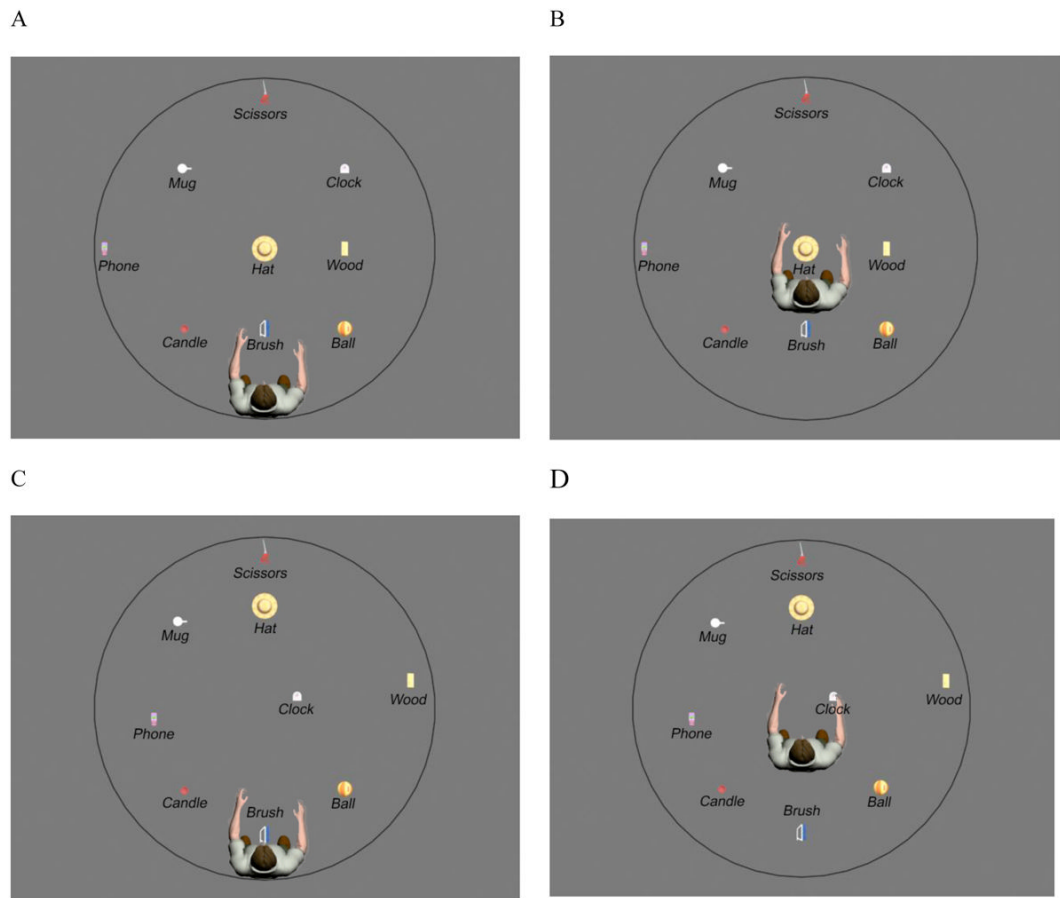 A
Scissors
Mug
Clock
Phone
Hat
Wood
Candle
Brush
Ball
B
Scissors
Mug
Clock
Phone
Hat
Wood
Candle
Brush
Ball
C
Scissors
Hat
Mug
Wood
Clock
Phone
Candle
Brush
Ball
D
Scissors
Hat
Mug
Clock
Wood
Phone
Candle
Ball
Brush